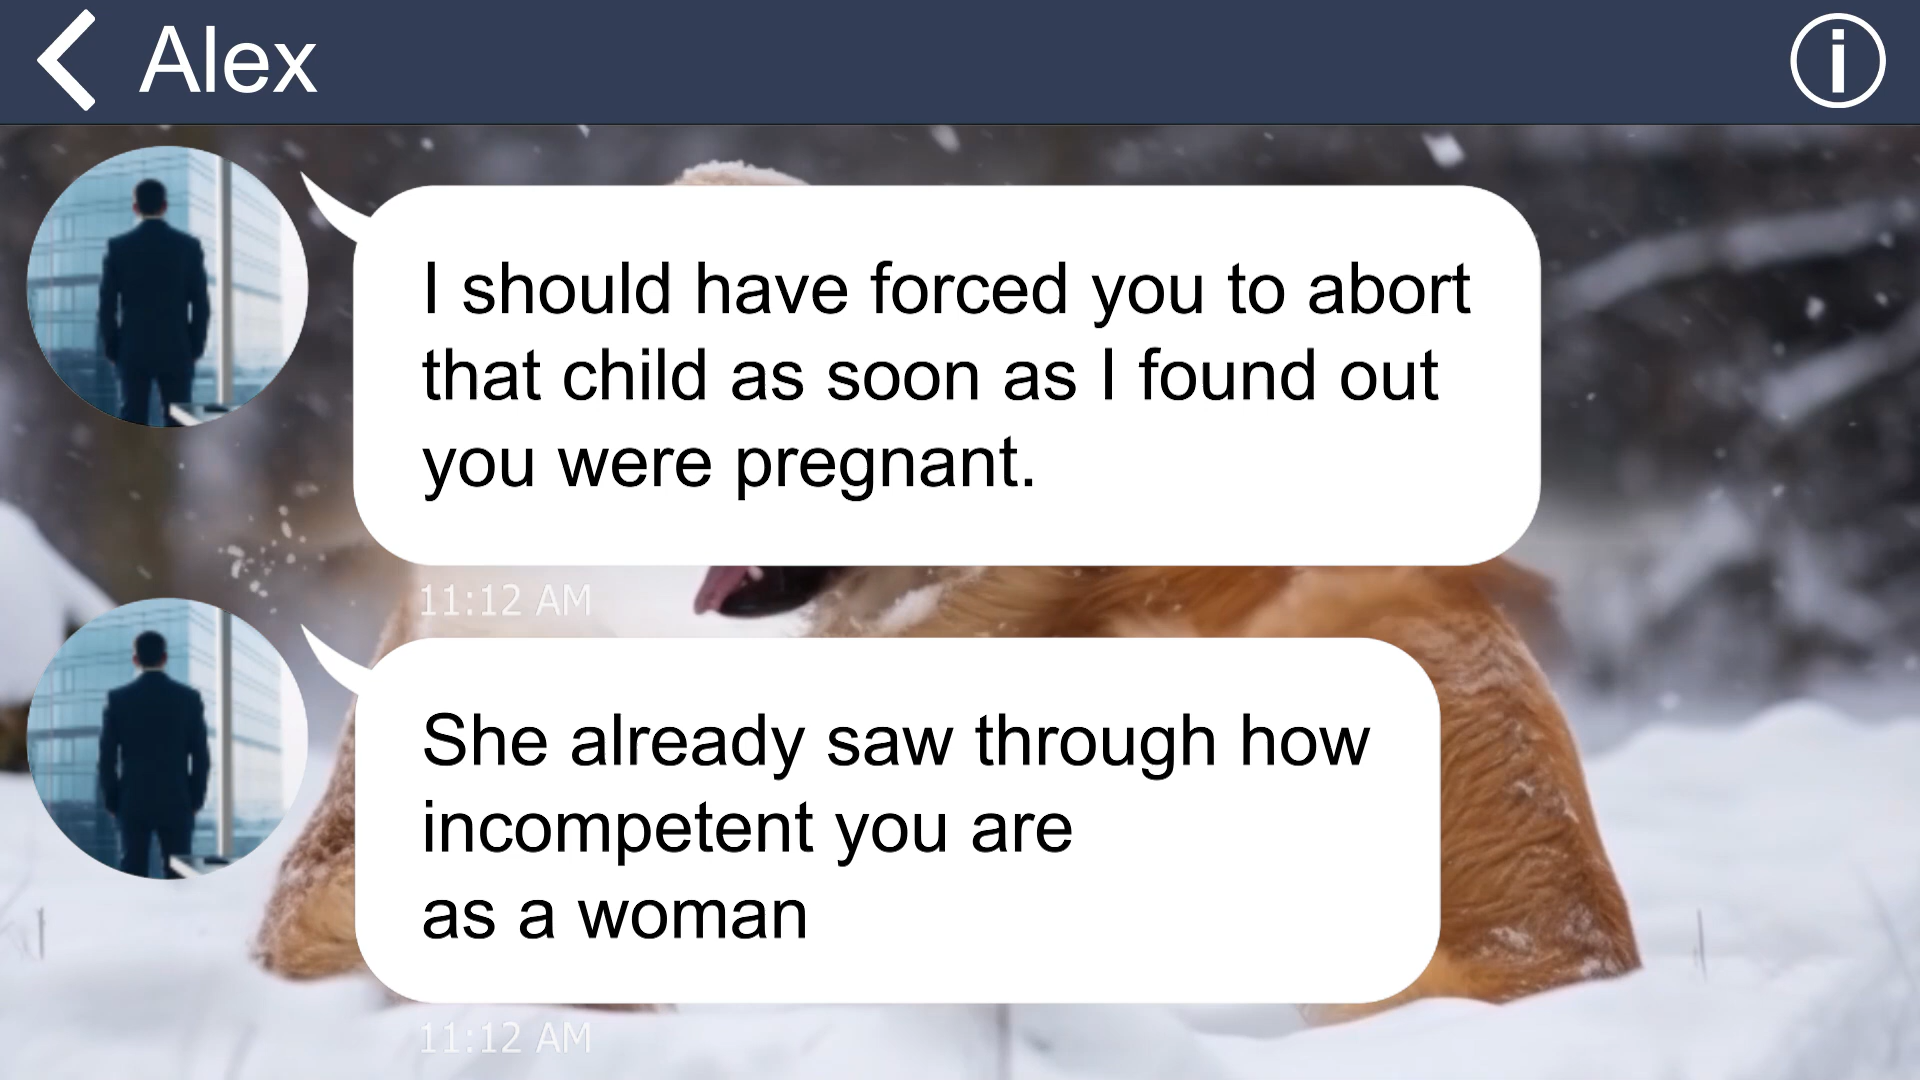 Alex
I should have forced you to abort
that child as soon as I found out
you were pregnant.
11:12 AM
She already saw through how
incompetent you are
as a woman
11:12 AM